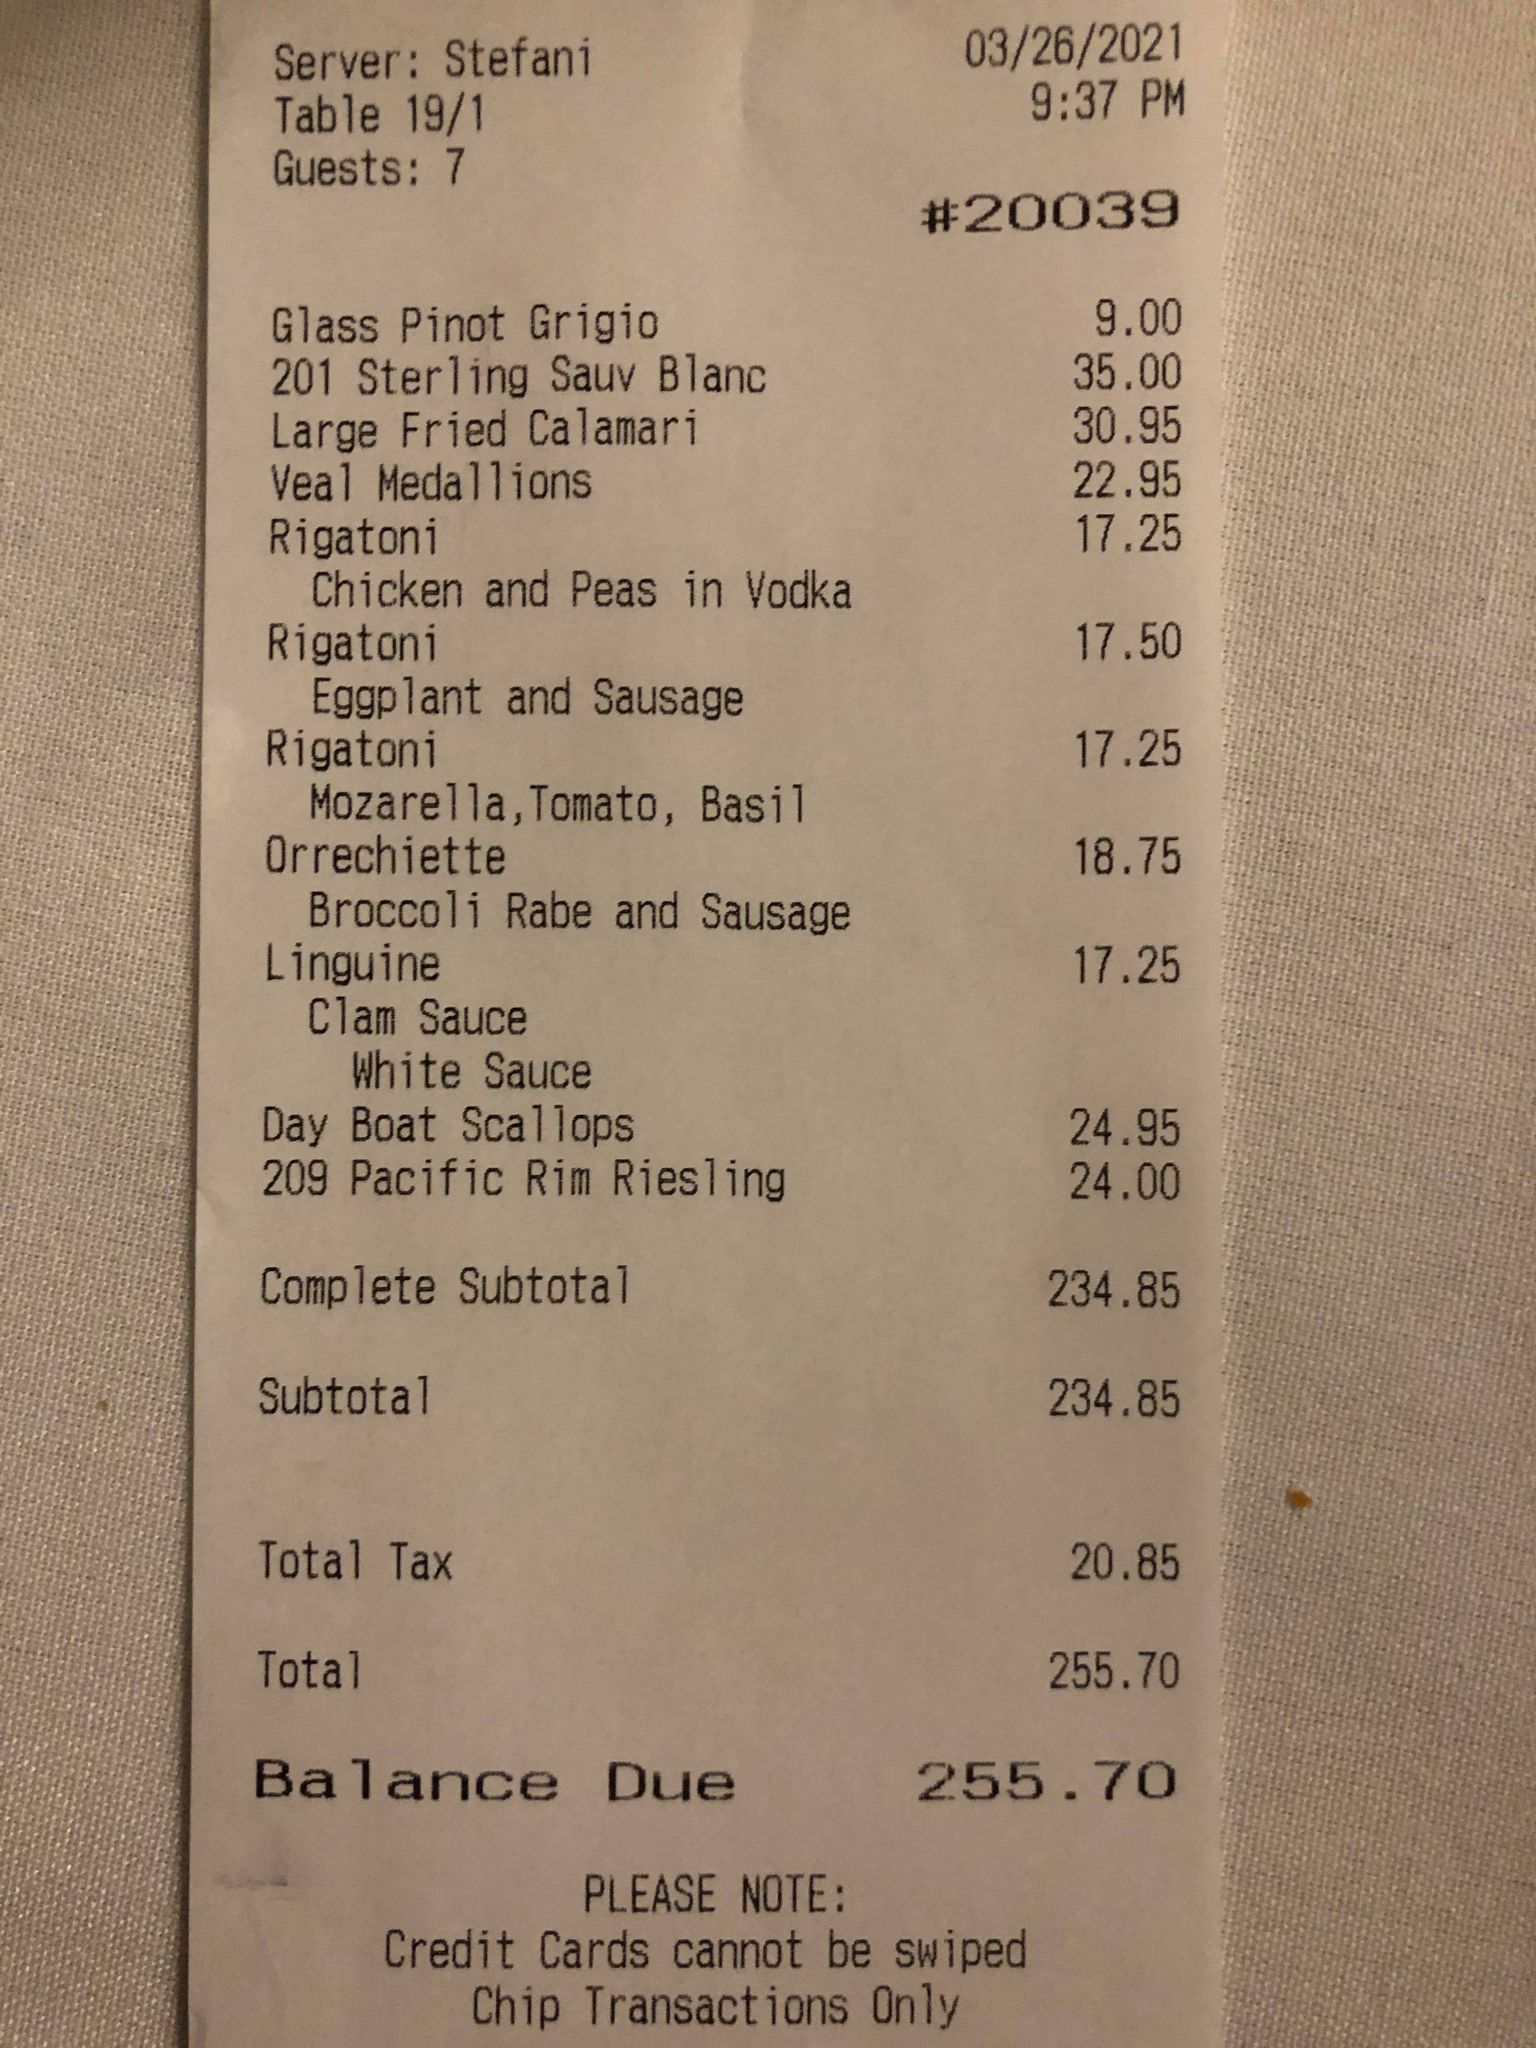 Server: Stefani 03/26/2021
Table 19/1 9:37 PM
Guests: 7
#20039
Glass Pinot Grigio 9.00
201 Sterling Sauv Blanc 35.00
Large Fried Calamari 30.95
Veal Medallions 22.95
Rigatoni 17.25
Chicken and Peas in Vodka
Rigatoni 17.50
Eggplant and Sausage
Rigatoni 17.25
Mozarella,Tomato, Basil
Orrechiette 18.75
Broccoli Rabe and Sausage
Linguine 17.25
Clam Sauce
White Sauce
Day Boat Scallops 24.95
209 Pacific Rim Riesling 24.00
Complete Subtotal 234.85
Subtotal 234.85
Total Tax 20.85
Total 255.70
Balance Due 255.70
PLEASE NOTE:
Credit Cards cannot be swiped
Chip Transactions Only